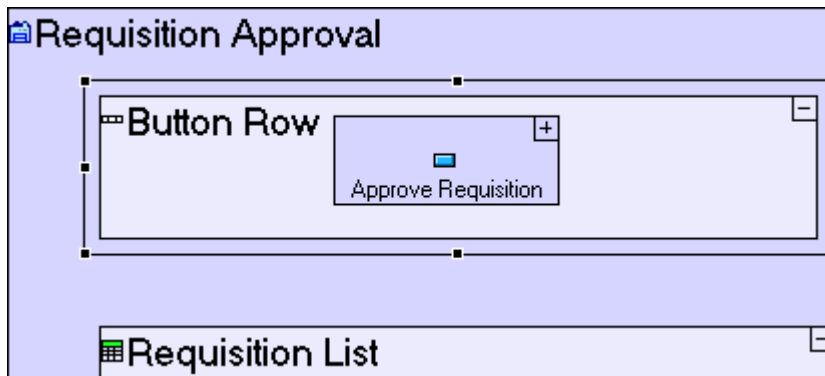 Requisition Approval
Button Row
Approve Requisition
Requisition List